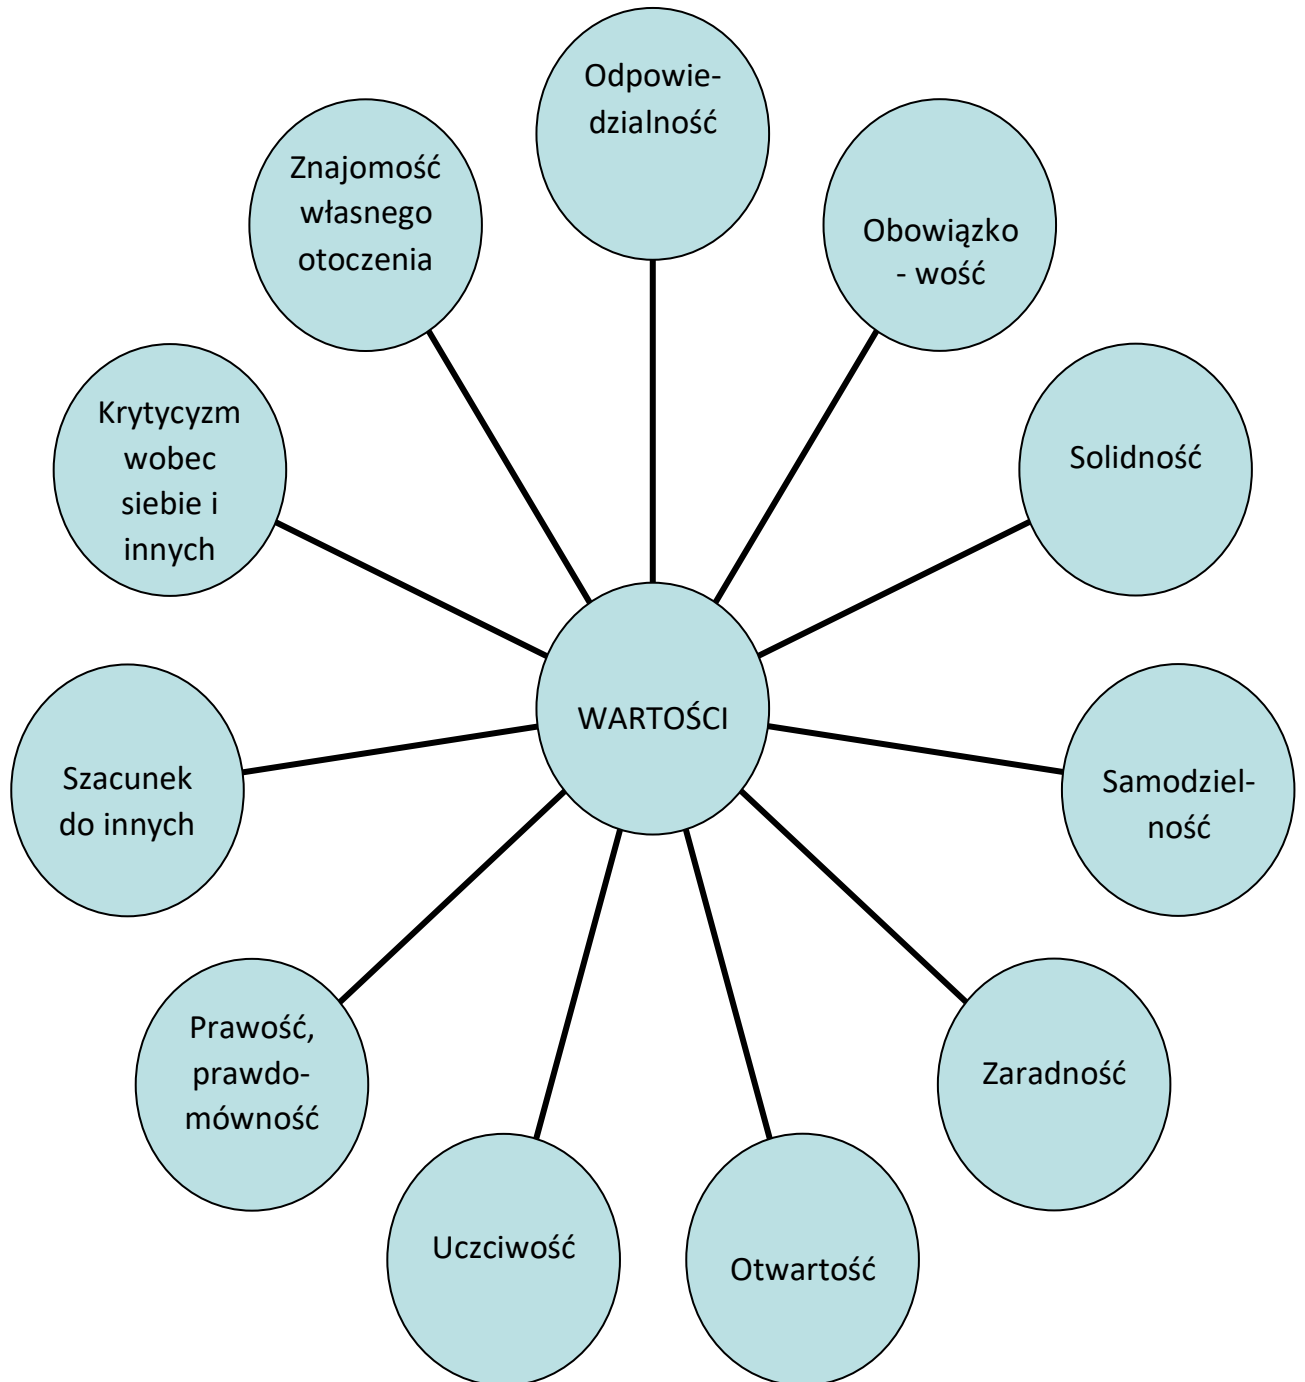 Odpowie-
dzialność
Znajomość
własnego
otoczenia
Obowiązko
- wość
Krytycyzm
wobec
siebie i
innych
Solidność
WARTOŚCI
Szacunek
do innych
Samodziel-
ność
Prawość,
prawdo-
mówność
Zaradność
Uczciwość
Otwartość